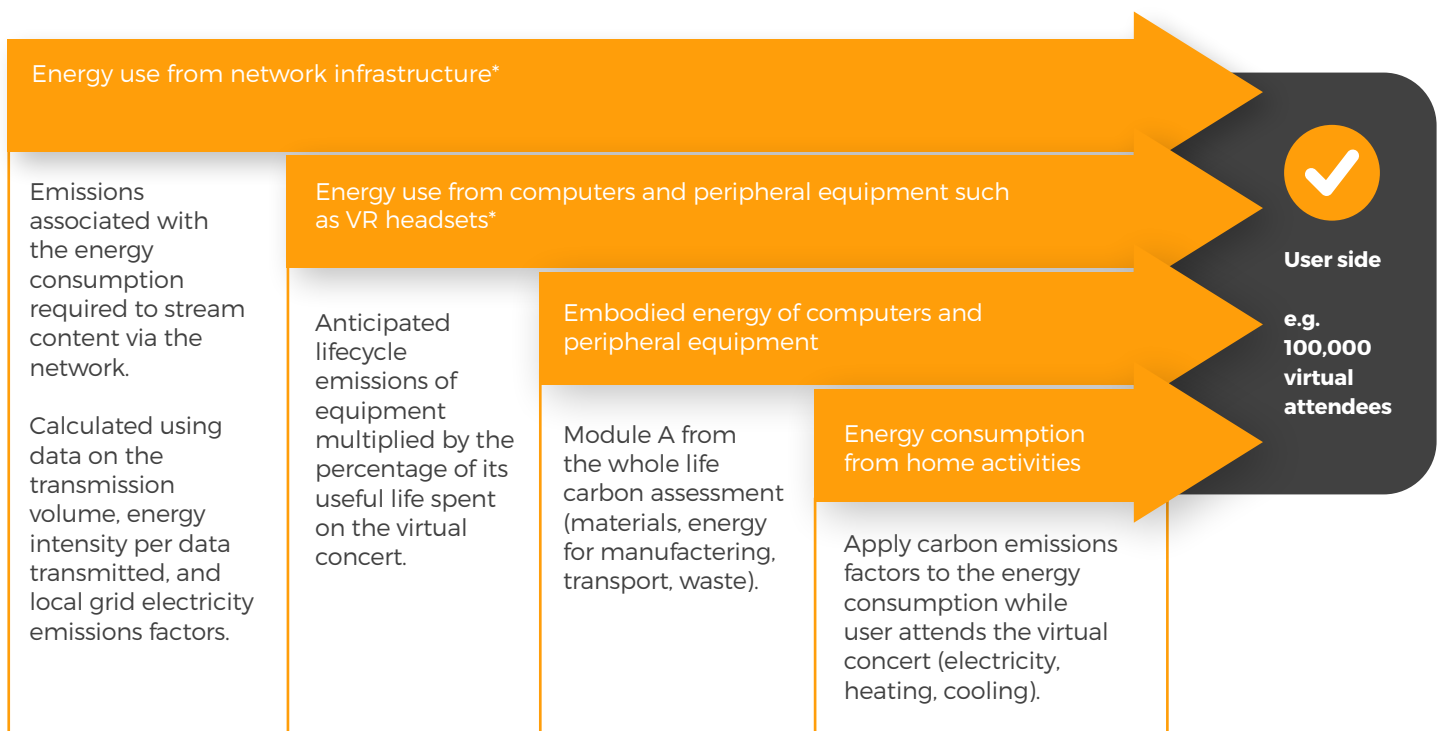 Energy use from network infrastructure*
Emissions
associated with
the energy
consumption
required to stream
content via the
network.
Calculated using
data on the
transmission
volume, energy
intensity per data
transmitted, and
local grid electricity
emissions factors.
Energy use from computers and peripheral equipment such
as VR headsets*
Anticipated
lifecycle
emissions of
equipment
multiplied by the
percentage of its
useful life spent
on the virtual
concert.
Embodied energy of computers and
peripheral equipment
Module A from
the whole life
carbon assessment
(materials, energy
for manufactering,
transport, waste).
Energy consumption
from home activities
Apply carbon emissions
factors to the energy
consumption while
user attends the virtual
concert (electricity,
heating, cooling).
User side
e.g.
100,000
virtual
attendees